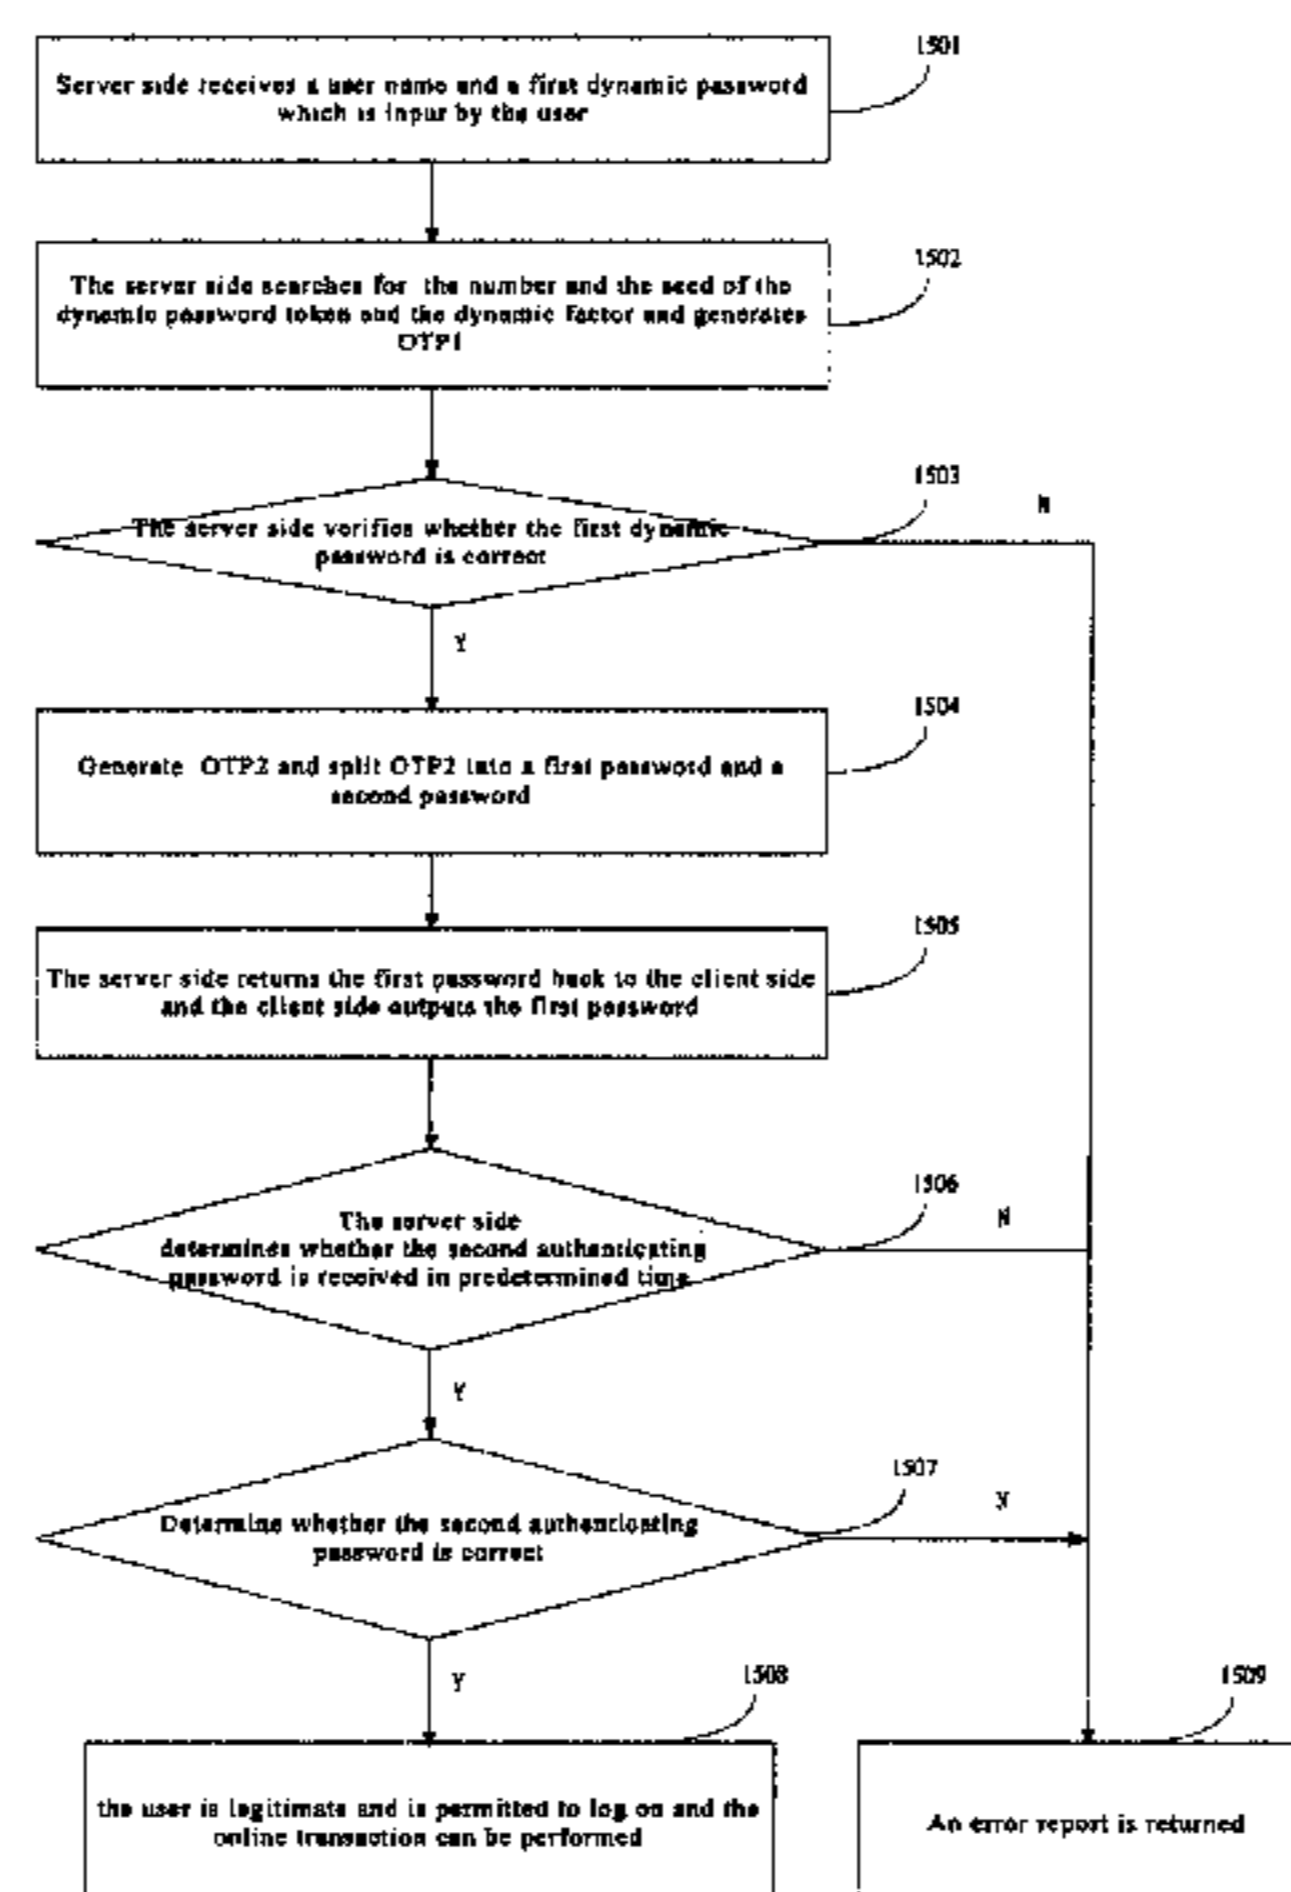 1501
Server side receives a user name and a first dynamic password
which is input by the user
1502
The server side searches for the number and the seed of the
dynamic password token and the dynamic factor and generates
OTP1
1503
N
The server side verifies whether the first dynamic
password is correct
Y
1504
Generate OTP2 and split OTP2 into a first password and a
second password
1505
The server side returns the first password back to the client side
and the client side outputs the first password
1506
N
The server side
determines whether the second authenticating
password is received in predetermined time
Y
1507
y
Determine whether the second authenticating
password is correct
y
1508
1509
the user is legitimate and is permitted to log on and the
online transaction can be performed
An error report is returned